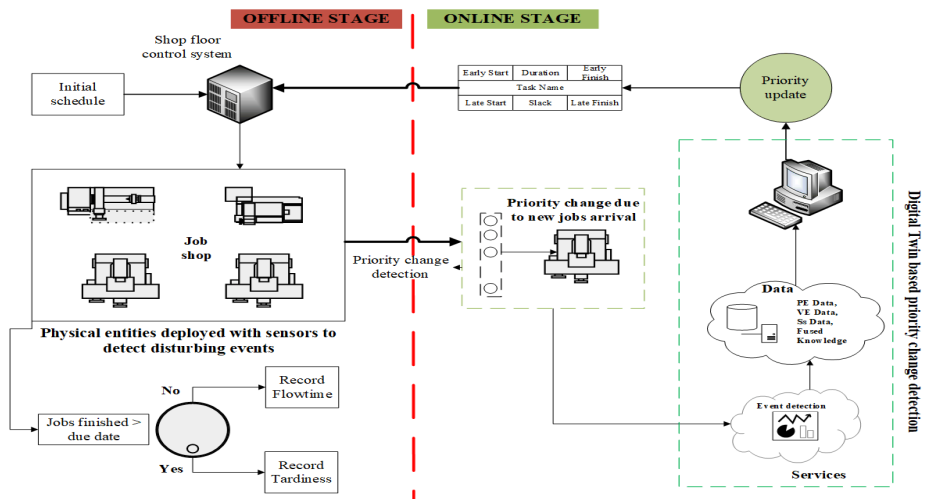 OFFLINE STAGE
ONLINE STAGE
Shop floor
control system
Initial
schedule
Early Start
Duration
Early
Finish
Task Name
Late Start
Slack
Late Finish
Priority
update
Job
shop
Physical entities deployed with sensors to
detect disturbing events
Priority change
detection
Priority change due
to new jobs arrival
Data
PE Data,
VE Data,
Ss Data,
Fused
Knowledge
Event detection
Services
Digital Twin based priority change detection
Jobs finished >
due date
No
Yes
Record
Flowtime
Record
Tardiness